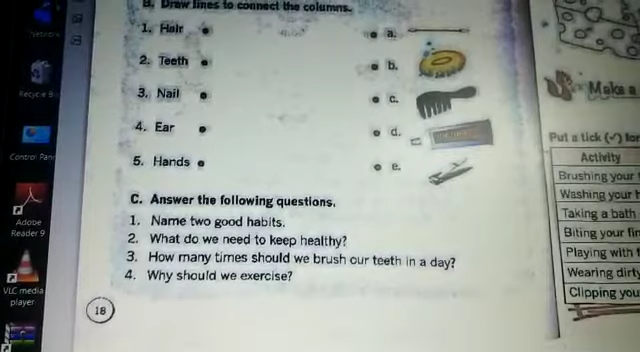 B. Draw lines to connect the columns.
1. Hair
a.
2. Teeth
b.
3. Nail
c.
4. Ear
d.
5. Hands
e.
C. Answer the following questions.
1. Name two good habits.
2. What do we need to keep healthy?
3. How many times should we brush our teeth in a day?
4. Why should we exercise?
18
Make a
Put a tick (✓) for
Activity
Brushing your
Washing your
Taking a bath
Biting your fin
Playing with
Wearing dirty
Clipping you
Recycle Bi
Control Pan
Adobe
Reader 9
VLC media
player